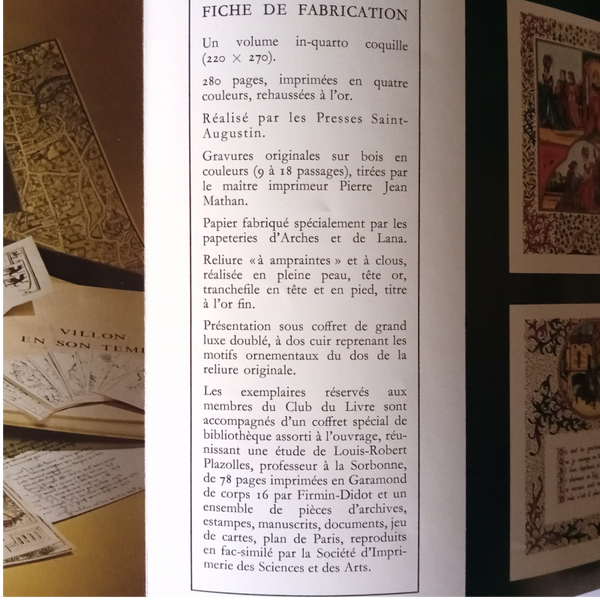 FICHE DE FABRICATION
Un volume in-quarto coquille
(220 × 270).
280 pages, imprimées en quatre
couleurs, rehaussées à l'or.
Réalisé par les Presses Saint-
Augustin.
Gravures originales sur bois en
couleurs (9 à 18 passages), tirées par
le maître imprimeur Pierre Jean
Mathan.
Papier fabriqué spécialement par les
papeteries d'Arches et de Lana.
Reliure « à ampraintes » et à clous,
réalisée en pleine peau, tête or,
tranchefile en tête et en pied, titre
à l'or fin.
Présentation sous coffret de grand
luxe doublé, à dos cuir reprenant les
motifs ornementaux du dos de la
reliure originale.
Les exemplaires réservés aux
membres du Club du Livre sont
accompagnés d'un coffret spécial de
bibliothèque assorti à l'ouvrage, réu-
nissant une étude de Louis-Robert
Plazolles, professeur à la Sorbonne,
de 78 pages imprimées en Garamond
de corps 16 par Firmin-Didot et un
ensemble de pièces d'archives,
estampes, manuscrits, documents, jeu
de cartes, plan de Paris, reproduits
en fac-similé par la Société d'Impri-
merie des Sciences et des Arts.
VILLON
EN SON TEM